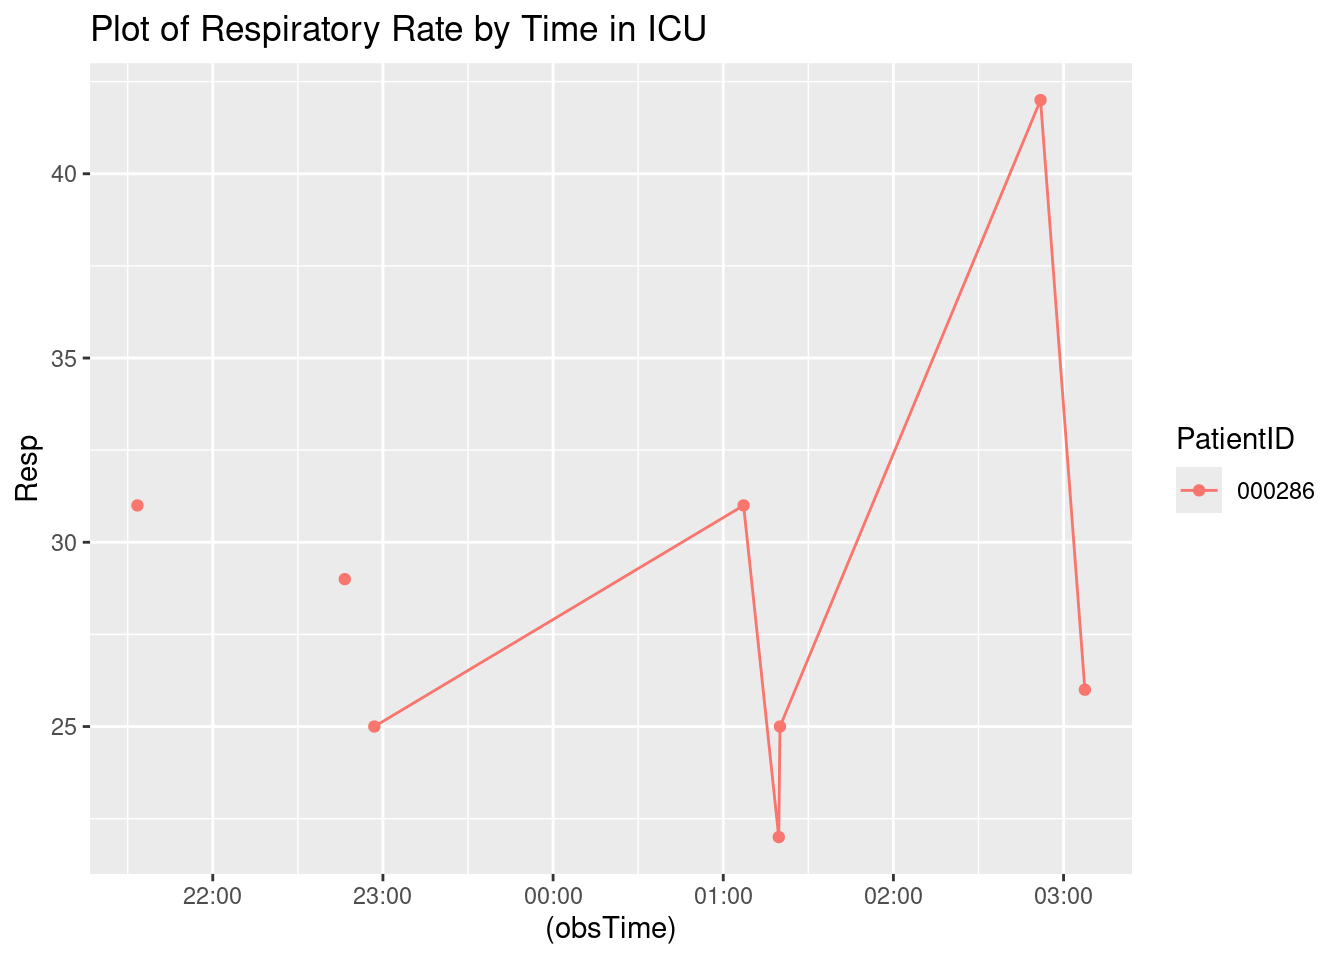 Plot of Respiratory Rate by Time in ICU
Resp
40
35
30
25
22:00 23:00 00:00 01:00 02:00 03:00
(obsTime)
PatientID
000286